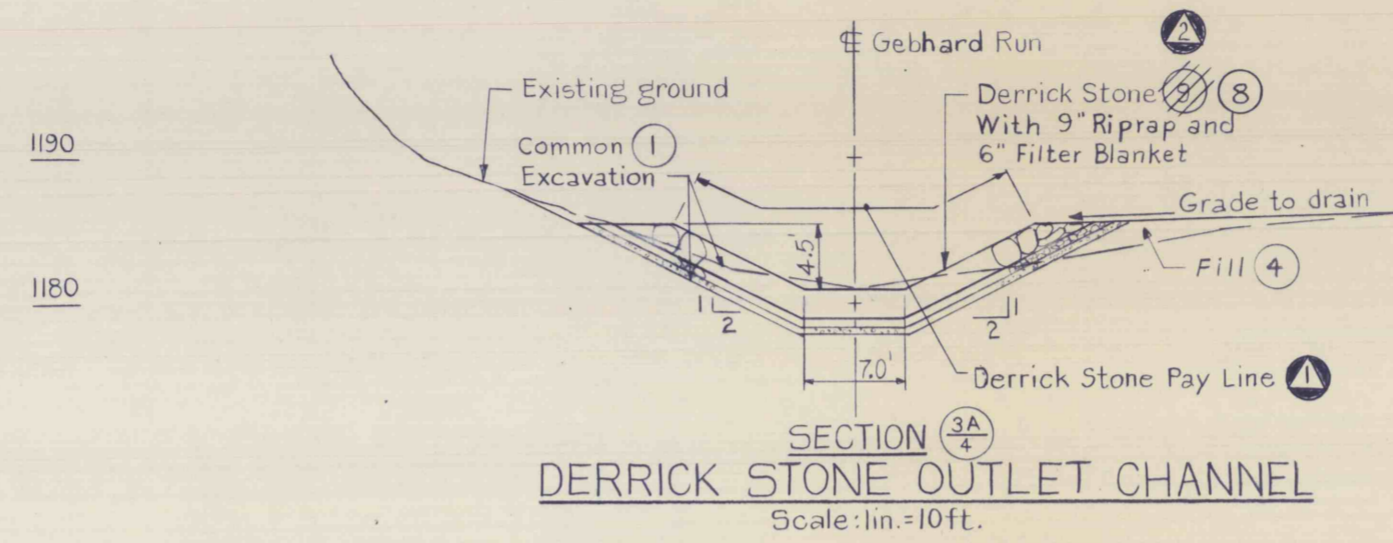 ℄ Gebhard Run
2
Existing ground
Derrick Stone 9 8
With 9" Riprap and
6" Filter Blanket
1190
Common 1
Excavation
Grade to drain
4.5'
Fill 4
1180
1
2
1
2
7.0'
Derrick Stone Pay Line 1
SECTION 3A/4
DERRICK STONE OUTLET CHANNEL
Scale: 1in.=10ft.